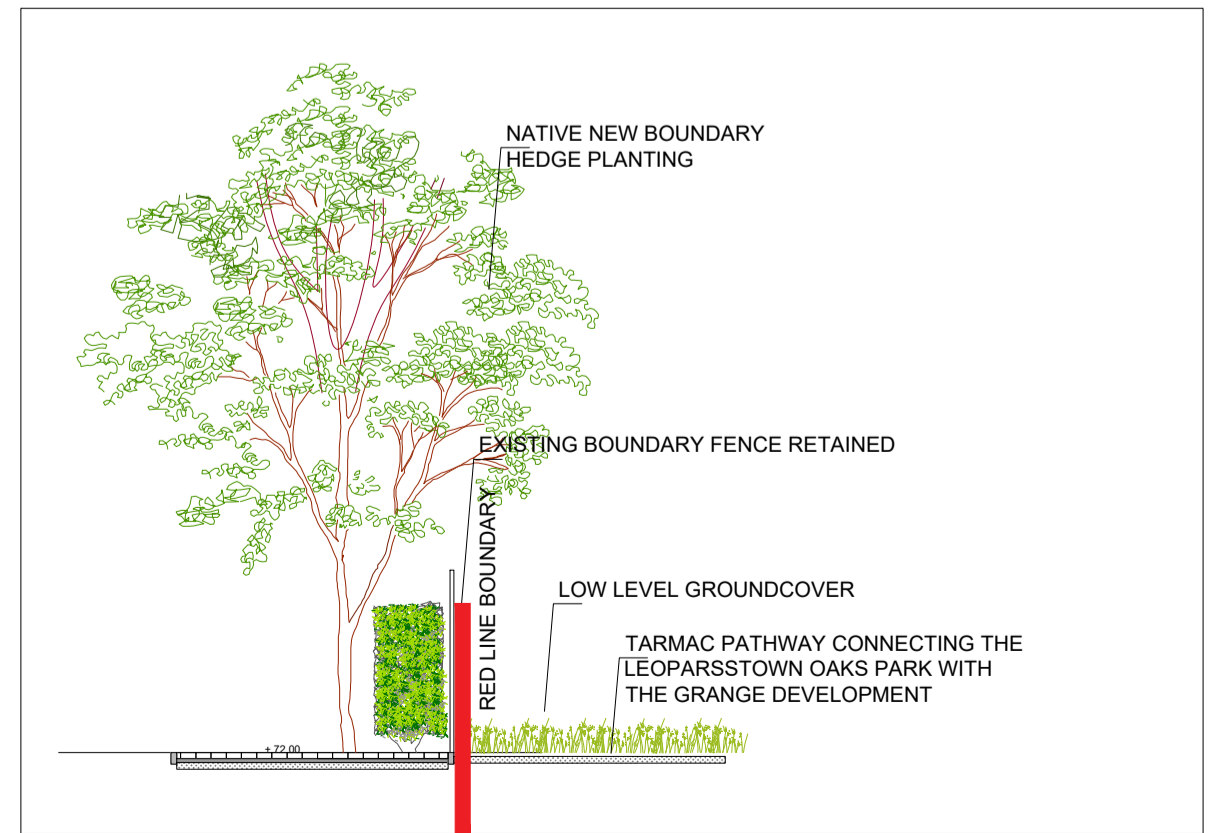 NATIVE NEW BOUNDARY
HEDGE PLANTING
EXISTING BOUNDARY FENCE RETAINED
RED LINE BOUNDARY
LOW LEVEL GROUNDCOVER
TARMAC PATHWAY CONNECTING THE
LEOPARSSTOWN OAKS PARK WITH
THE GRANGE DEVELOPMENT
+ 72.00